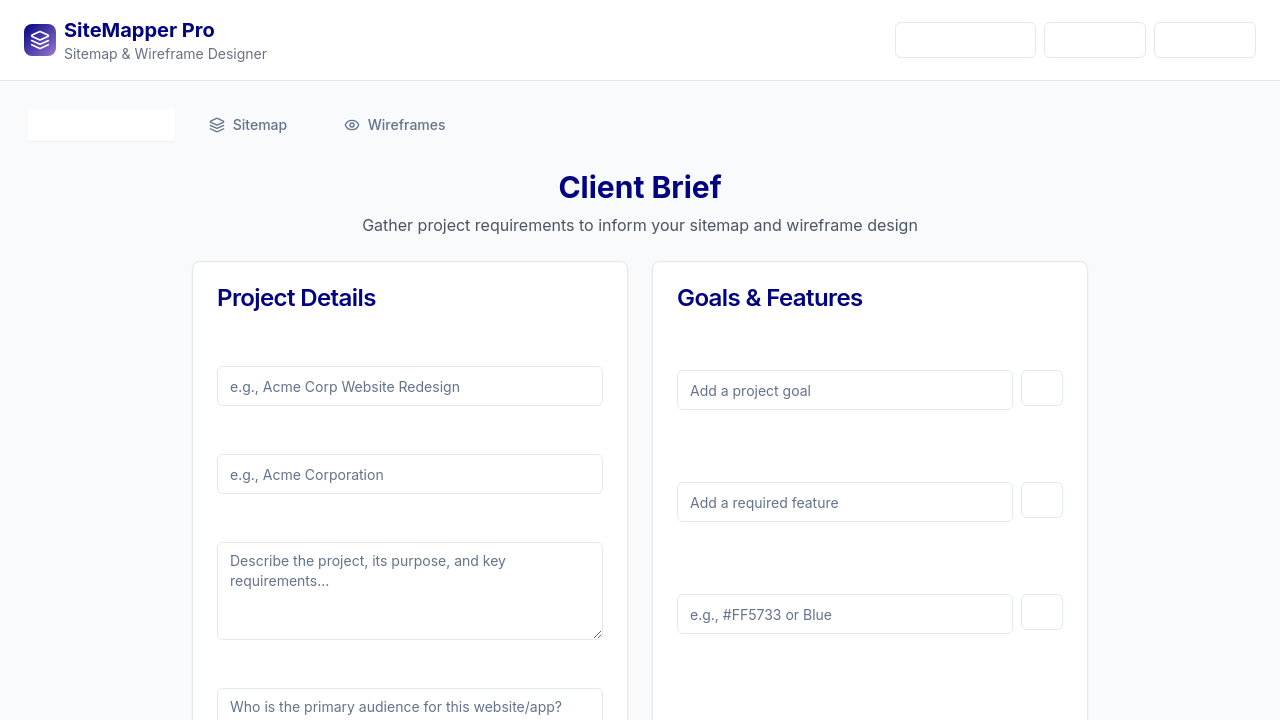 SiteMapper Pro
Sitemap & Wireframe Designer
Sitemap
Wireframes
Client Brief
Gather project requirements to inform your sitemap and wireframe design
Project Details
e.g., Acme Corp Website Redesign
e.g., Acme Corporation
Describe the project, its purpose, and key
requirements...
Who is the primary audience for this website/app?
Goals & Features
Add a project goal
Add a required feature
e.g., #FF5733 or Blue